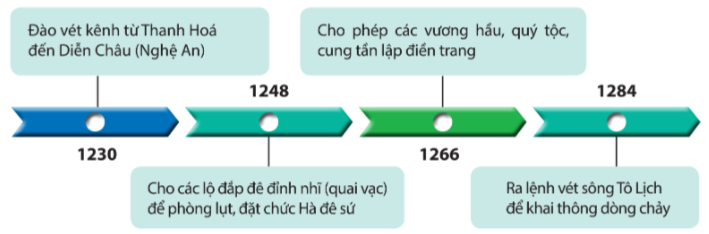 Đào vét kênh từ Thanh Hoá
đến Diễn Châu (Nghệ An)
1230
1248
Cho các lộ đắp đê đỉnh nhĩ (quai vạc)
để phòng lụt, đặt chức Hà đê sứ
Cho phép các vương hầu, quý tộc,
cung tần lập điền trang
1266
1284
Ra lệnh vét sông Tô Lịch
để khai thông dòng chảy